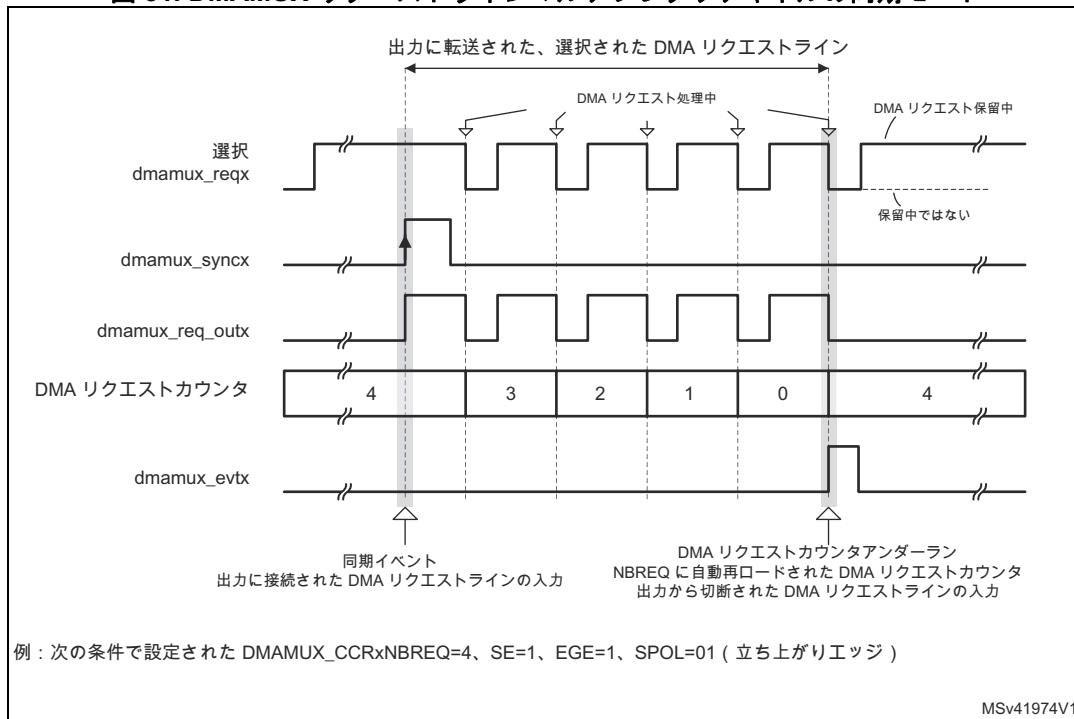 出力に転送された、選択された DMA リクエストライン
DMA リクエスト処理中
DMA リクエスト保留中
選択
dmamux_reqx
保留中ではない
dmamux_syncx
dmamux_req_outx
DMA リクエストカウンタ
4 3 2 1 0 4
dmamux_evtx
同期イベント
出力に接続された DMA リクエストラインの入力
DMA リクエストカウンタアンダーラン
NBREQ に自動再ロードされた DMA リクエストカウンタ
出力から切断された DMA リクエストラインの入力
例：次の条件で設定された DMAMUX_CCRxNBREQ=4、SE=1、EGE=1、SPOL=01 ( 立ち上がりエッジ )
MSv41974V1